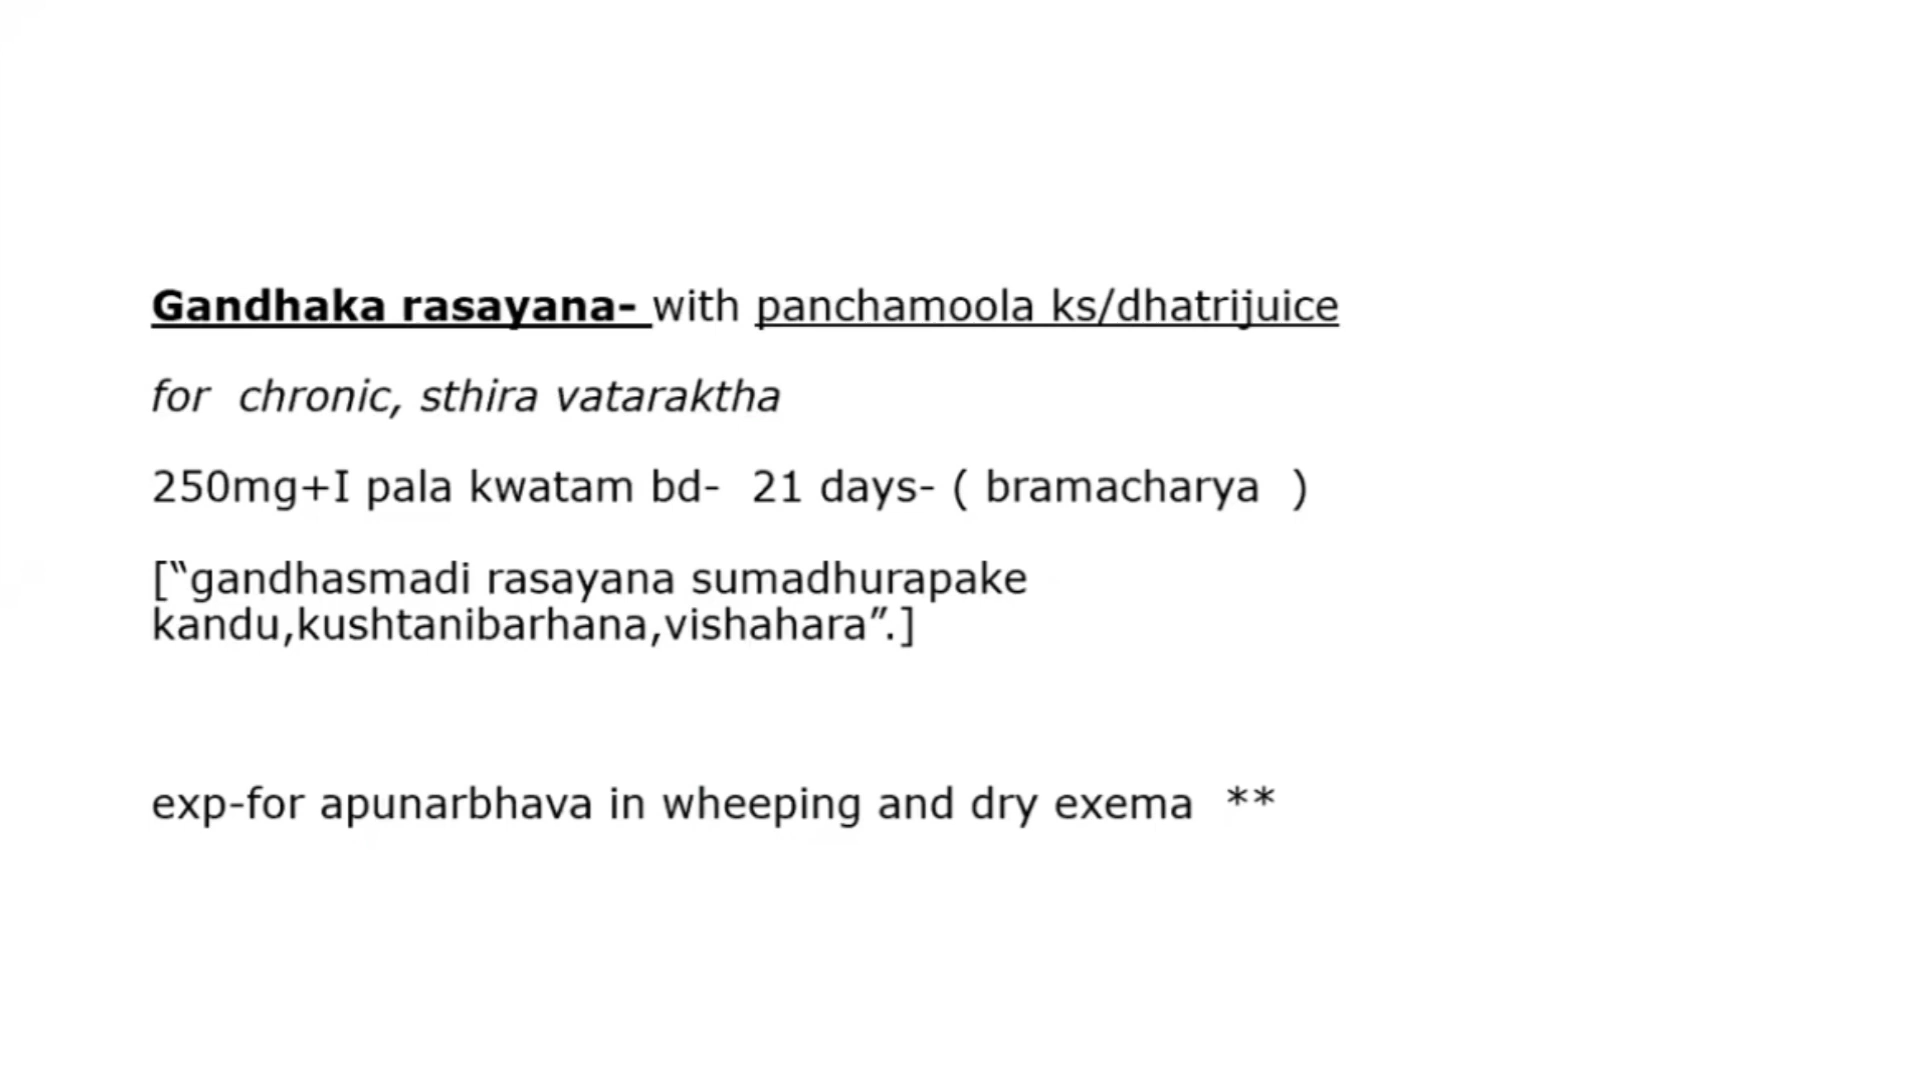 Gandhaka rasayana- with panchamoola ks/dhatrijuice
for  chronic, sthira vataraktha
250mg+I pala kwatam bd-  21 days- ( bramacharya  )
[“gandhasmadi rasayana sumadhurapake
kandu,kushtanibarhana,vishahara”.]
exp-for apunarbhava in wheeping and dry exema  **